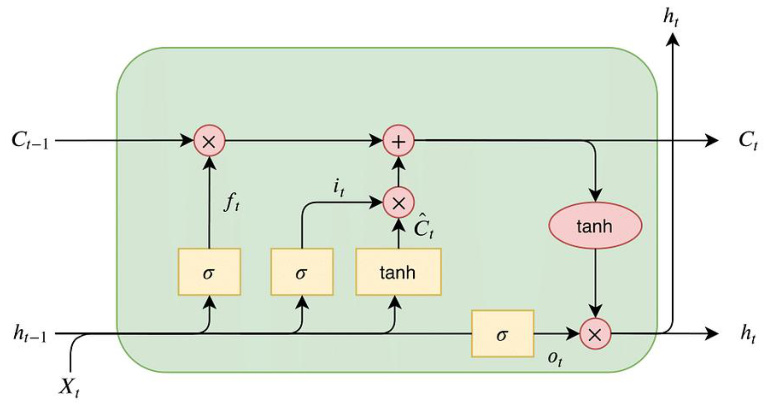 h_t
C_{t-1} × + C_t
f_t i_t × Ĉ_t tanh
σ σ tanh
h_{t-1} σ o_t × h_t
X_t